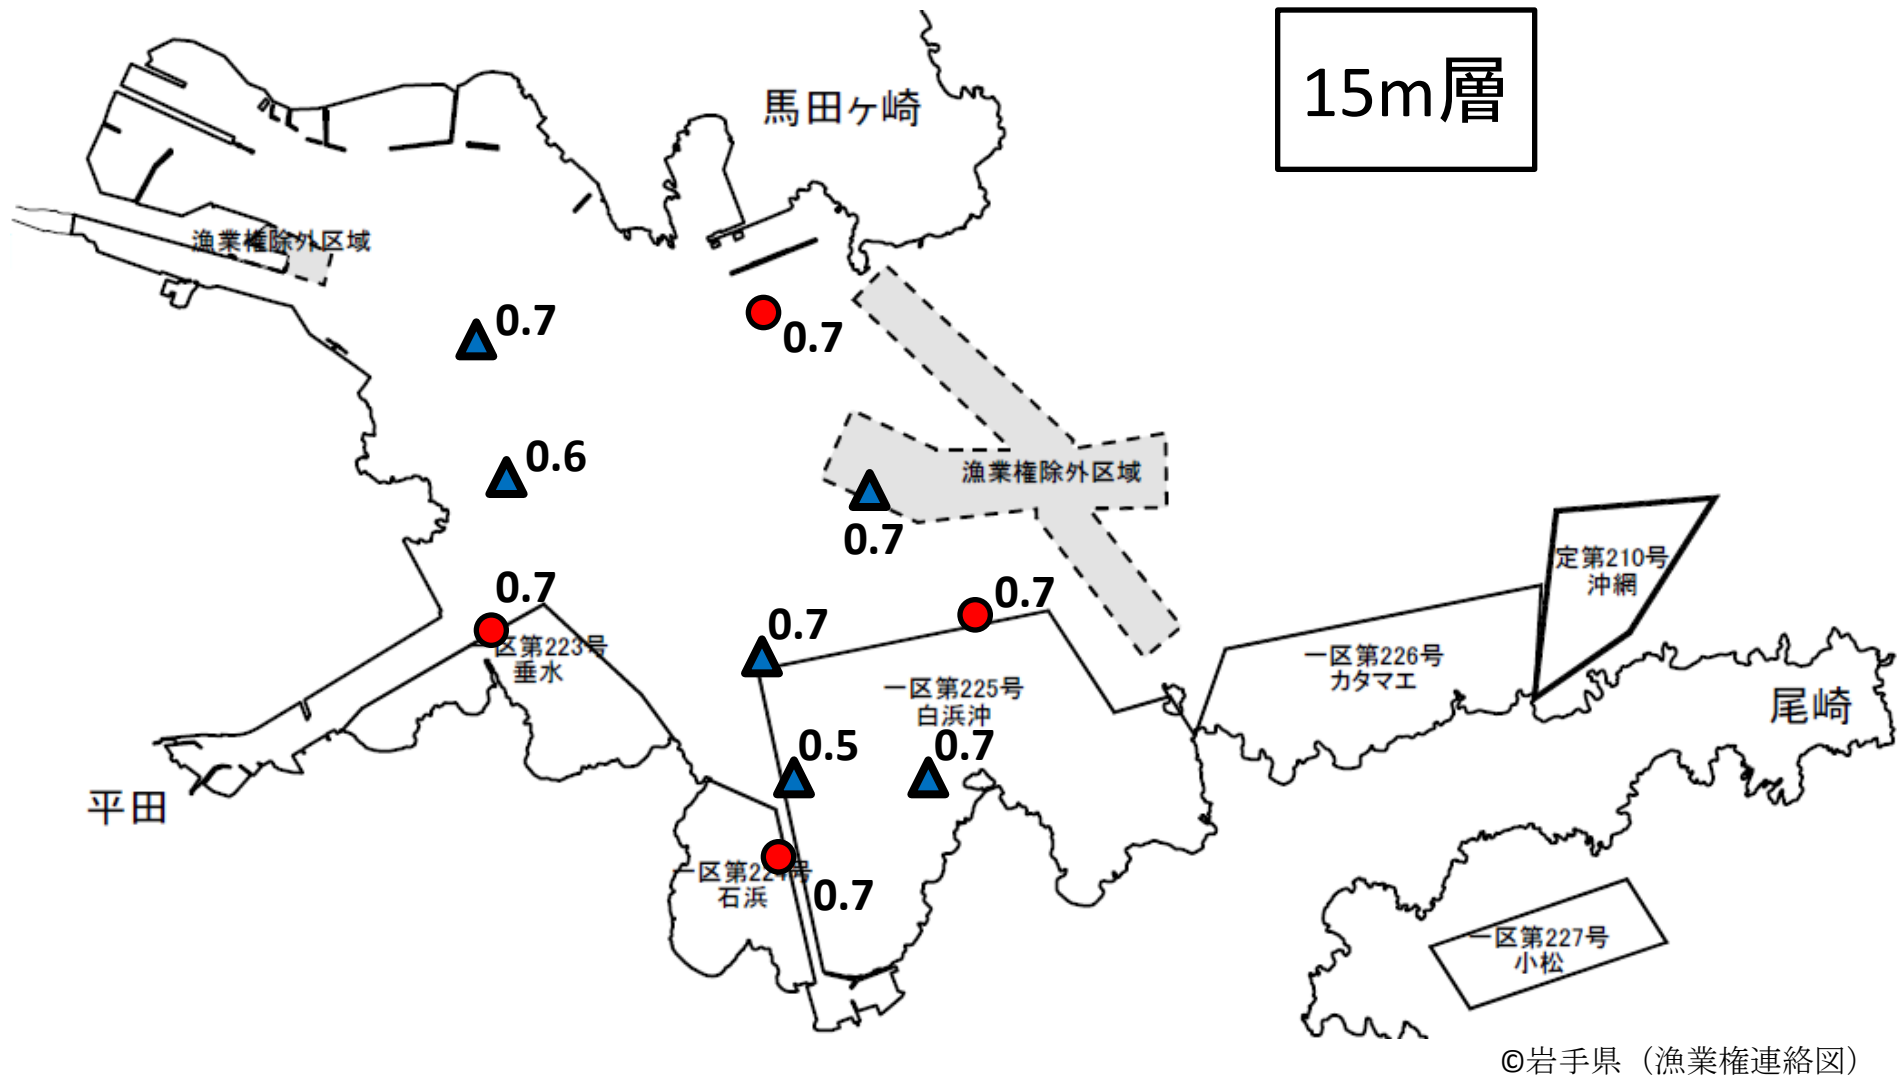 15m層
馬田ヶ崎
漁業権除外区域
0.7
0.7
0.6
漁業権除外区域
0.7
定第210号
沖網
0.7
0.7
0.7
一区第223号
垂水
一区第225号
白浜沖
一区第226号
カタマエ
尾崎
0.5
0.7
平田
一区第224号
石浜
0.7
一区第227号
小松
©岩手県（漁業権連絡図）